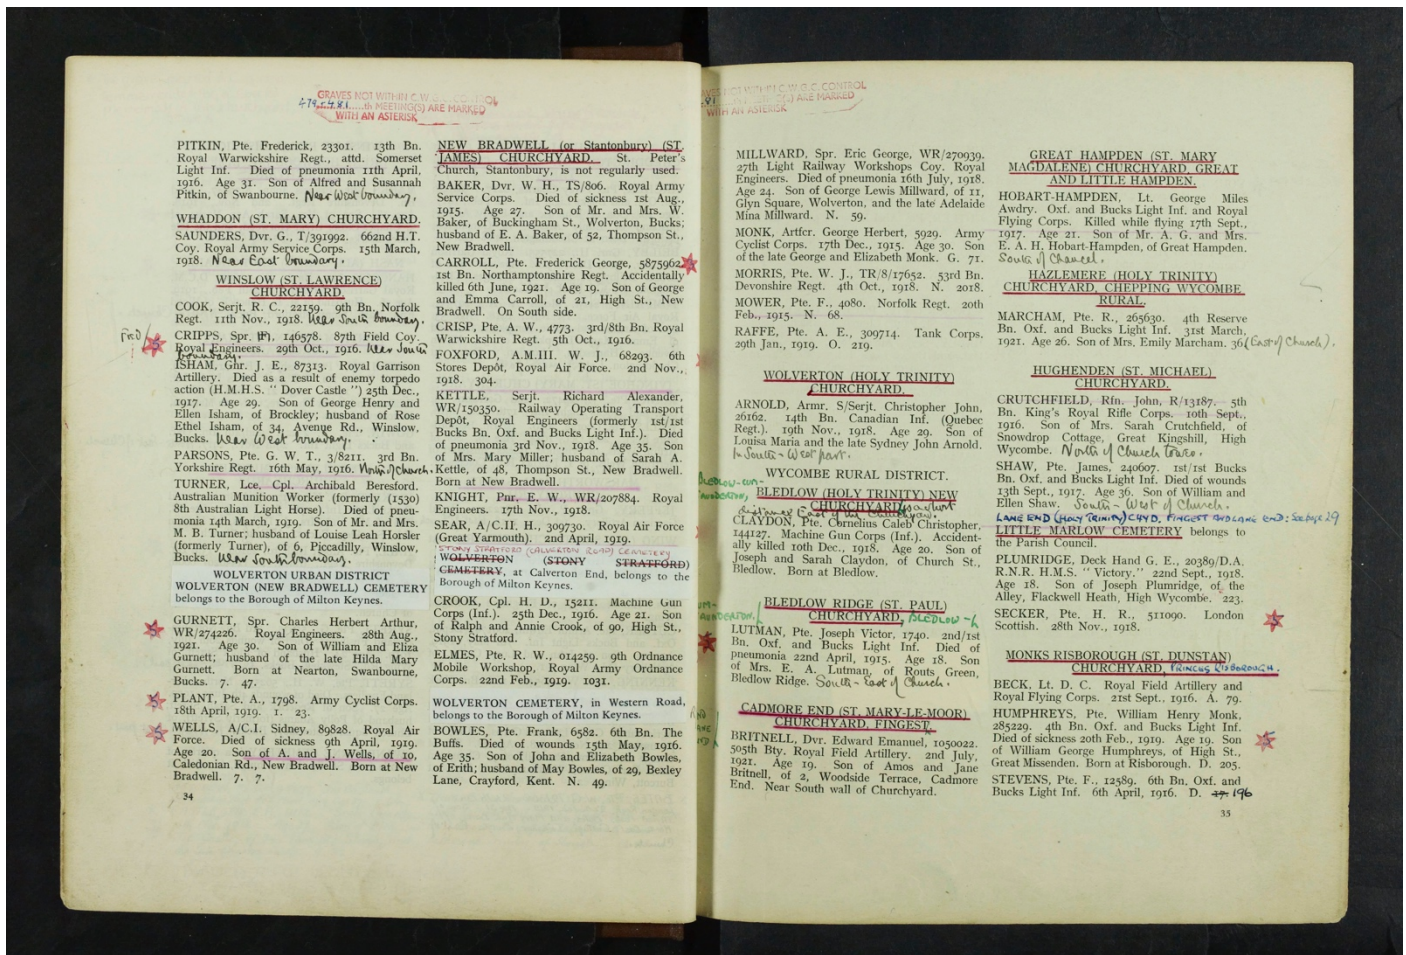 GRAVES NOT WITHIN C.W.G.C. CONTROL
479-481.....th MEETING(S) ARE MARKED
WITH AN ASTERISK
PITKIN, Pte. Frederick, 23301. 13th Bn.
Royal Warwickshire Regt., attd. Somerset
Light Inf. Died of pneumonia 11th April,
1916. Age 31. Son of Alfred and Susannah
Pitkin, of Swanbourne. Near West boundary.
WHADDON (ST. MARY) CHURCHYARD.
SAUNDERS, Dvr. G., T/391992. 662nd H.T.
Coy. Royal Army Service Corps. 15th March,
1918. Near East boundary.
WINSLOW (ST. LAWRENCE)
CHURCHYARD.
COOK, Serjt. R. C., 22159. 9th Bn. Norfolk
Regt. 11th Nov., 1918. Near South boundary.
CRIPPS, Spr. 146578. 87th Field Coy.
Royal Engineers. 29th Oct., 1916. Near South
boundary.
ISHAM, Ghr. J. E., 87313. Royal Garrison
Artillery. Died as a result of enemy torpedo
action (H.M.H.S. " Dover Castle ") 25th Dec.,
1917. Age 29. Son of George Henry and
Ellen Isham, of Brockley; husband of Rose
Ethel Isham, of 34, Avenue Rd., Winslow,
Bucks. Near West boundary.
PARSONS, Pte. G. W. T., 3/8211. 3rd Bn.
Yorkshire Regt. 16th May, 1916. North of Church.
TURNER, Lce. Cpl. Archibald Beresford.
Australian Munition Worker (formerly (1530)
8th Australian Light Horse). Died of pneu-
monia 14th March, 1919. Son of Mr. and Mrs.
M. B. Turner; husband of Louise Leah Horsler
(formerly Turner), of 6, Piccadilly, Winslow,
Bucks. Near South boundary.
WOLVERTON URBAN DISTRICT
WOLVERTON (NEW BRADWELL) CEMETERY
belongs to the Borough of Milton Keynes.
GURNETT, Spr. Charles Herbert Arthur,
WR/274226. Royal Engineers. 28th Aug.,
1921. Age 30. Son of William and Eliza
Gurnett; husband of the late Hilda Mary
Gurnett. Born at Nearton, Swanbourne,
Bucks. 7. 47.
PLANT, Pte. A., 1798. Army Cyclist Corps.
18th April, 1919. 1. 23.
WELLS, A/C.I. Sidney, 89828. Royal Air
Force. Died of sickness 9th April, 1919.
Age 20. Son of A. and J. Wells, of 10,
Caledonian Rd., New Bradwell. Born at New
Bradwell. 7. 7.
34
NEW BRADWELL (or Stantonbury) (ST.
JAMES) CHURCHYARD. St. Peter's
Church, Stantonbury, is not regularly used.
BAKER, Dvr. W. H., TS/806. Royal Army
Service Corps. Died of sickness 1st Aug.,
1915. Age 27. Son of Mr. and Mrs. W.
Baker, of Buckingham St., Wolverton, Bucks;
husband of E. A. Baker, of 52, Thompson St.,
New Bradwell.
CARROLL, Pte. Frederick George, 5875962.
1st Bn. Northamptonshire Regt. Accidentally
killed 6th June, 1921. Age 19. Son of George
and Emma Carroll, of 21, High St., New
Bradwell. On South side.
CRISP, Pte. A. W., 4773. 3rd/8th Bn. Royal
Warwickshire Regt. 5th Oct., 1916.
FOXFORD, A.M.III. W. J., 68293. 6th
Stores Depôt, Royal Air Force. 2nd Nov.,
1918. 304.
KETTLE, Serjt. Richard Alexander,
WR/150350. Railway Operating Transport
Depôt, Royal Engineers (formerly 1st/1st
Bucks Bn. Oxf. and Bucks Light Inf.). Died
of pneumonia 3rd Nov., 1918. Age 35. Son
of Mrs. Mary Miller; husband of Sarah A.
Kettle, of 48, Thompson St., New Bradwell.
Born at New Bradwell.
KNIGHT, Pnr. E. W., WR/207884. Royal
Engineers. 17th Nov., 1918.
SEAR, A/C.II. H., 309730. Royal Air Force
(Great Yarmouth). 2nd April, 1919.
STONY STRATFORD (CALVERTON ROAD) CEMETERY
WOLVERTON (STONY STRATFORD)
CEMETERY, at Calverton End, belongs to the
Borough of Milton Keynes.
CROOK, Cpl. H. D., 15211. Machine Gun
Corps (Inf.). 25th Dec., 1916. Age 21. Son
of Ralph and Annie Crook, of 90, High St.,
Stony Stratford.
ELMES, Pte. R. W., 014259. 9th Ordnance
Mobile Workshop, Royal Army Ordnance
Corps. 22nd Feb., 1919. 1031.
WOLVERTON CEMETERY, in Western Road,
belongs to the Borough of Milton Keynes.
BOWLES, Pte. Frank, 6582. 6th Bn. The
Buffs. Died of wounds 15th May, 1916.
Age 35. Son of John and Elizabeth Bowles,
of Erith; husband of May Bowles, of 29, Bexley
Lane, Crayford, Kent. N. 49.
NOT WITHIN C.W.G.C. CONTROL
ARE MARKED
WITH AN ASTERISK
MILLWARD, Spr. Eric George, WR/270939.
27th Light Railway Workshops Coy. Royal
Engineers. Died of pneumonia 16th July, 1918.
Age 24. Son of George Lewis Millward, of 11,
Glyn Square, Wolverton, and the late Adelaide
Mina Millward. N. 59.
MONK, Artfcr. George Herbert, 5929. Army
Cyclist Corps. 17th Dec., 1915. Age 30. Son
of the late George and Elizabeth Monk. G. 71.
MORRIS, Pte. W. J., TR/8/17652. 53rd Bn.
Devonshire Regt. 4th Oct., 1918. N. 2018.
MOWER, Pte. F., 4080. Norfolk Regt. 20th
Feb., 1915. N. 68.
RAFFE, Pte. A. E., 309714. Tank Corps.
29th Jan., 1919. O. 219.
WOLVERTON (HOLY TRINITY)
CHURCHYARD.
ARNOLD, Armr. S/Serjt. Christopher John,
26162. 14th Bn. Canadian Inf. (Quebec
Regt.). 19th Nov., 1918. Age 29. Son of
Louisa Maria and the late Sydney John Arnold.
In South-West part.
WYCOMBE RURAL DISTRICT.
BLEDLOW-CUM-
BLEDLOW (HOLY TRINITY) NEW
CHURCHYARD, is a short
distance East of the Churchyard.
CLAYDON, Pte. Cornelius Caleb Christopher,
144127. Machine Gun Corps (Inf.). Accident-
ally killed 10th Dec., 1918. Age 20. Son of
Joseph and Sarah Claydon, of Church St.,
Bledlow. Born at Bledlow.
BLEDLOW RIDGE (ST. PAUL)
CHURCHYARD, BLEDLOW-
LUTMAN, Pte. Joseph Victor, 1740. 2nd/1st
Bn. Oxf. and Bucks Light Inf. Died of
pneumonia 22nd April, 1915. Age 18. Son
of Mrs. E. A. Lutman, of Routs Green,
Bledlow Ridge. South-East of Church.
CADMORE END (ST. MARY-LE-MOOR)
CHURCHYARD, FINGEST
BRITNELL, Dvr. Edward Emanuel, 1050022.
505th Bty. Royal Field Artillery. 2nd July,
1921. Age 19. Son of Amos and Jane
Britnell, of 2, Woodside Terrace, Cadmore
End. Near South wall of Churchyard.
GREAT HAMPDEN (ST. MARY
MAGDALENE) CHURCHYARD, GREAT
AND LITTLE HAMPDEN.
HOBART-HAMPDEN, Lt. George Miles
Awdry. Oxf. and Bucks Light Inf. and Royal
Flying Corps. Killed while flying 17th Sept.,
1917. Age 21. Son of Mr. A. G. and Mrs.
E. A. H. Hobart-Hampden, of Great Hampden.
South of Chancel.
HAZLEMERE (HOLY TRINITY)
CHURCHYARD, CHEPPING WYCOMBE
RURAL.
MARCHAM, Pte. R., 265630. 4th Reserve
Bn. Oxf. and Bucks Light Inf. 31st March,
1921. Age 26. Son of Mrs. Emily Marcham. 36 (East of Church).
HUGHENDEN (ST. MICHAEL)
CHURCHYARD.
CRUTCHFIELD, Rfn. John, R/13187. 5th
Bn. King's Royal Rifle Corps. 10th Sept.,
1916. Son of Mrs. Sarah Crutchfield, of
Snowdrop Cottage, Great Kingshill, High
Wycombe. North of Church tower.
SHAW, Pte. James, 240607. 1st/1st Bucks
Bn. Oxf. and Bucks Light Inf. Died of wounds
13th Sept., 1917. Age 36. Son of William and
Ellen Shaw. South-West of Church.
LANE END (HOLY TRINITY) CHYD. FINGEST AND LANE END: See page 29
LITTLE MARLOW CEMETERY belongs to
the Parish Council.
PLUMRIDGE, Deck Hand G. E., 20389/D.A.
R.N.R. H.M.S. " Victory." 22nd Sept., 1918.
Age 18. Son of Joseph Plumridge, of the
Alley, Flackwell Heath, High Wycombe. 223.
SECKER, Pte. H. R., 511090. London
Scottish. 28th Nov., 1918.
MONKS RISBOROUGH (ST. DUNSTAN)
CHURCHYARD, PRINCES RISBOROUGH.
BECK, Lt. D. C. Royal Field Artillery and
Royal Flying Corps. 21st Sept., 1916. A. 79.
HUMPHREYS, Pte. William Henry Monk,
285229. 4th Bn. Oxf. and Bucks Light Inf.
Died of sickness 20th Feb., 1919. Age 19. Son
of William George Humphreys, of High St.,
Great Missenden. Born at Risborough. D. 205.
STEVENS, Pte. F., 12589. 6th Bn. Oxf. and
Bucks Light Inf. 6th April, 1916. D. 196
35